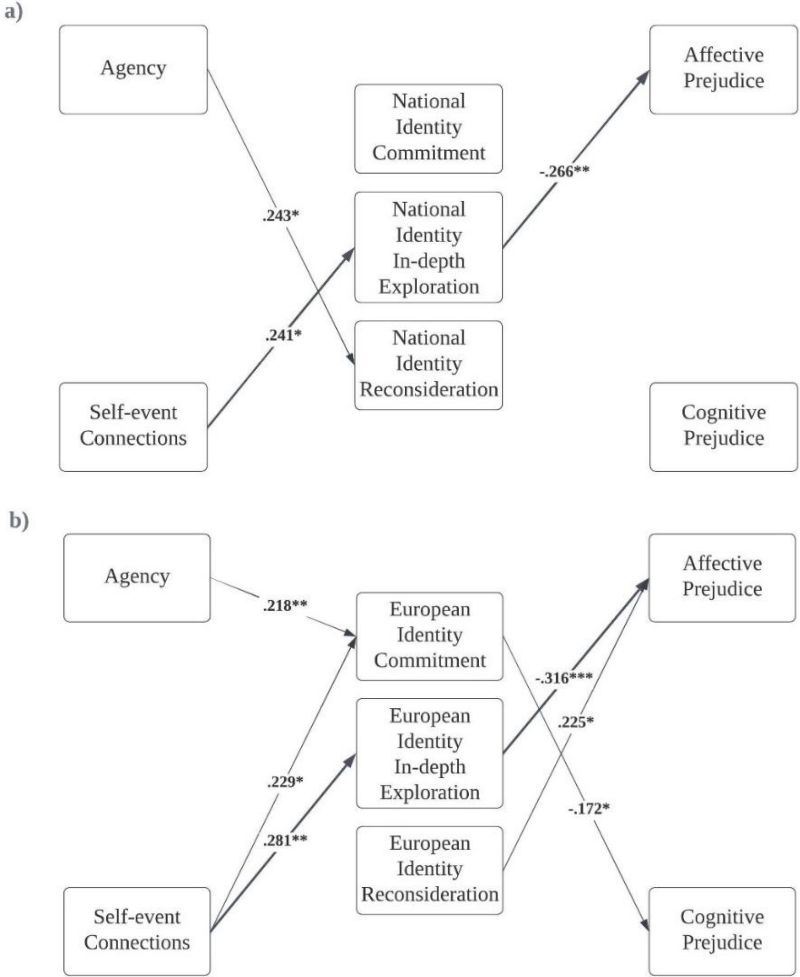 a)
Agency
National
Identity
Commitment
Affective
Prejudice
-.266**
National
Identity
In-depth
Exploration
.243*
.241*
National
Identity
Reconsideration
Self-event
Connections
Cognitive
Prejudice
b)
Agency
Affective
Prejudice
.218**
European
Identity
Commitment
-.316***
European
Identity
In-depth
Exploration
.225*
.229*
.281**
-.172*
European
Identity
Reconsideration
Self-event
Connections
Cognitive
Prejudice